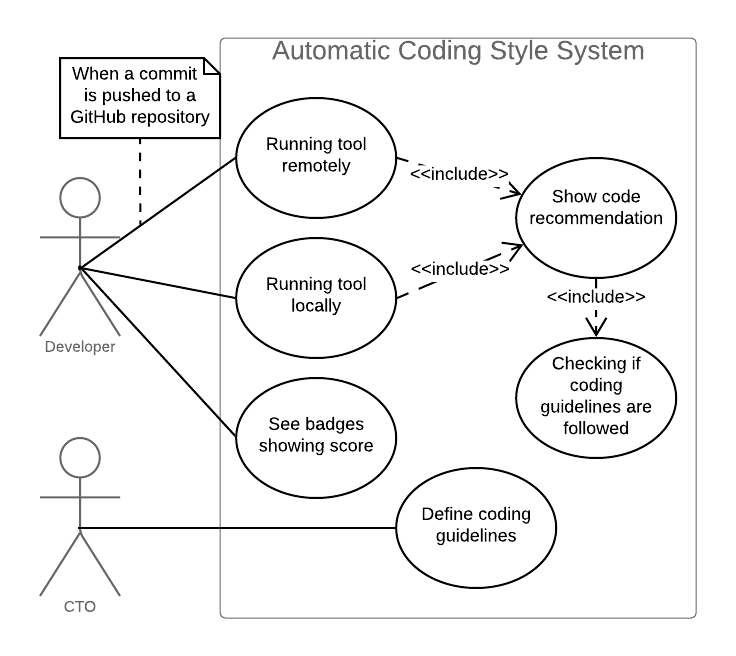 Automatic Coding Style System
When a commit
is pushed to a
GitHub repository
Running tool
remotely
<<include>>
Show code
recommendation
Running tool
locally
<<include>>
<<include>>
Developer
Checking if
coding
guidelines are
followed
See badges
showing score
Define coding
guidelines
CTO